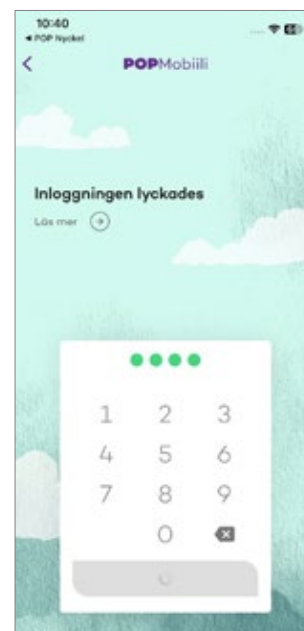 10:40
POP Nyckel
POPMobiili
Inloggningen lyckades
Läs mer
1 2 3
4 5 6
7 8 9
0